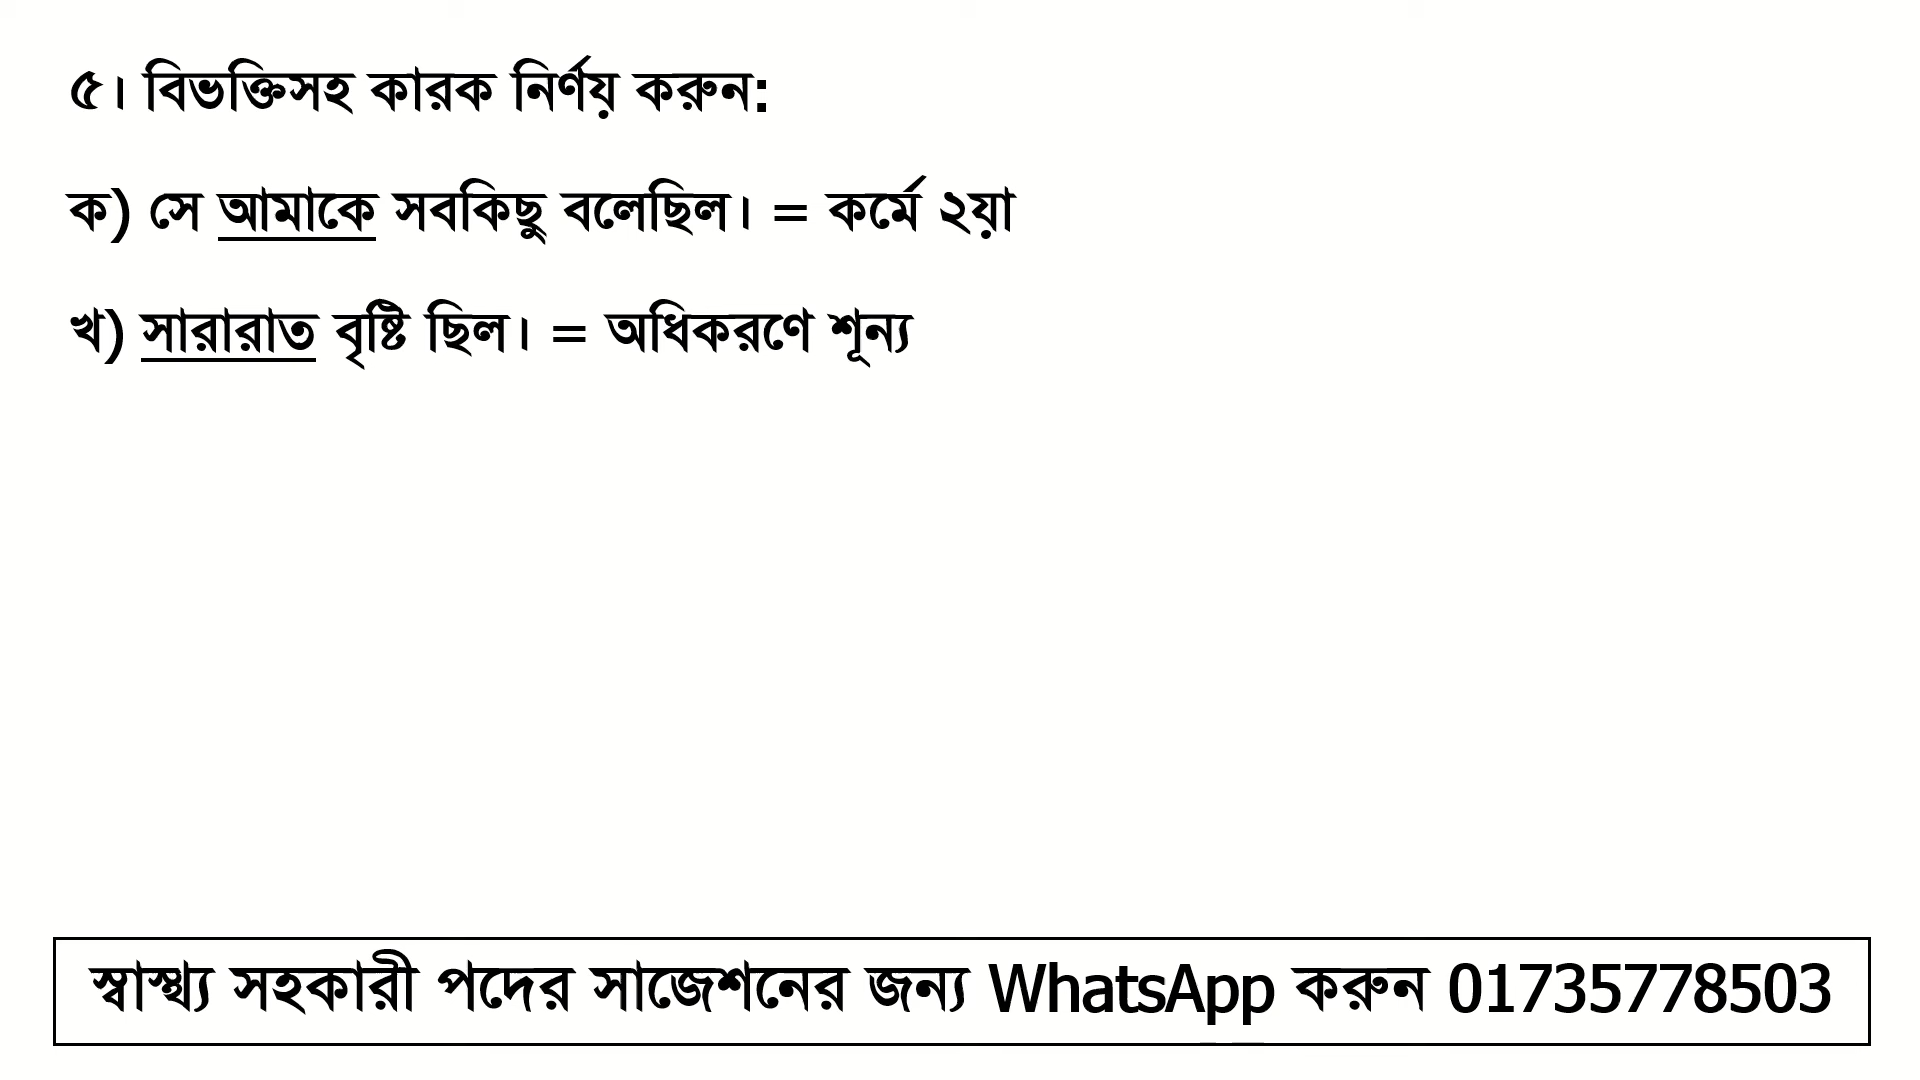 ৫। বিভক্তিসহ কারক নির্ণয় করুন:
ক) সে আমাকে সবকিছু বলেছিল। = কর্মে ২য়া
খ) সারারাত বৃষ্টি ছিল। = অধিকরণে শূন্য
স্বাস্থ্য সহকারী পদের সাজেশনের জন্য WhatsApp করুন 01735778503